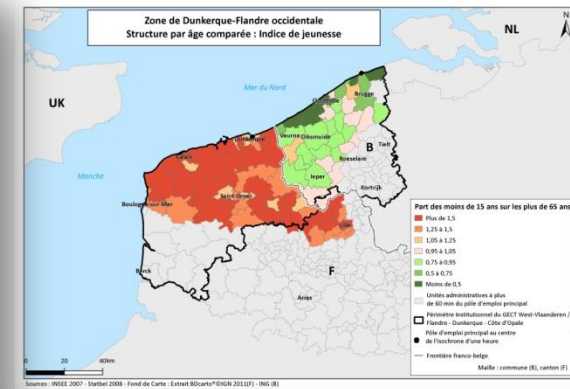 Zone de Dunkerque-Flandre occidentale
Structure par âge comparée : Indice de jeunesse
N
NL
UK
Mer du Nord
Brugge
Dunkerque
Veurne
Diksmuide
B
Tielt
Calais
Roeselare
Manche
Ieper
Kortrijk
Saint-Omer
Boulogne-sur-Mer
Lille
Part des moins de 15 ans sur les plus de 65 ans
Plus de 1,5
1,25 à 1,5
1,05 à 1,25
0,95 à 1,05
0,75 à 0,95
0,5 à 0,75
Moins de 0,5
Unités administratives à plus
de 60 min du pôle d'emploi principal
Périmètre Institutionnel du GECT West-Vlaanderen /
Flandre - Dunkerque - Côte d'Opale
Pôle d'emploi principal au centre
de l'isochrone d'une heure
Frontière franco-belge
Maille : commune (B), canton (F)
F
Berck
Arras
0
20
40km
Sources : INSEE 2007 - Statbel 2008 - Fond de Carte : Extrait BDcarto®©IGN 2011(F) - ING (B)